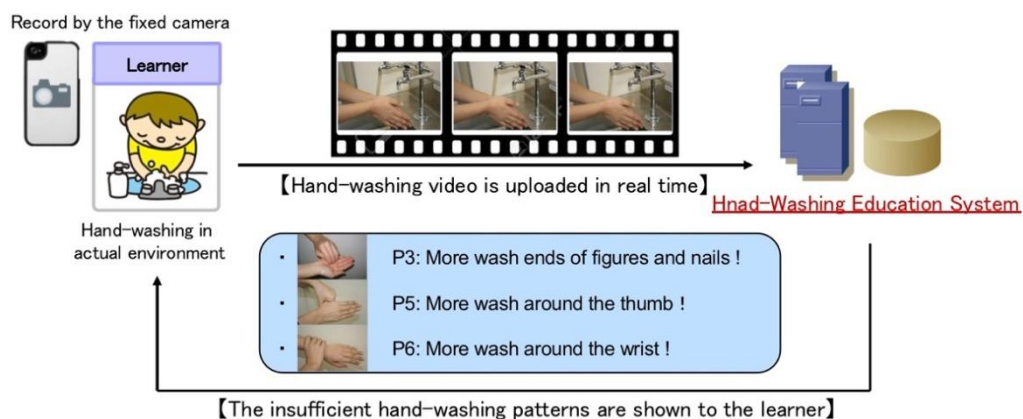 Record by the fixed camera
Learner
【Hand-washing video is uploaded in real time】
Hnad-Washing Education System
Hand-washing in
actual environment
・ P3: More wash ends of figures and nails !
・ P5: More wash around the thumb !
・ P6: More wash around the wrist !
【The insufficient hand-washing patterns are shown to the learner】